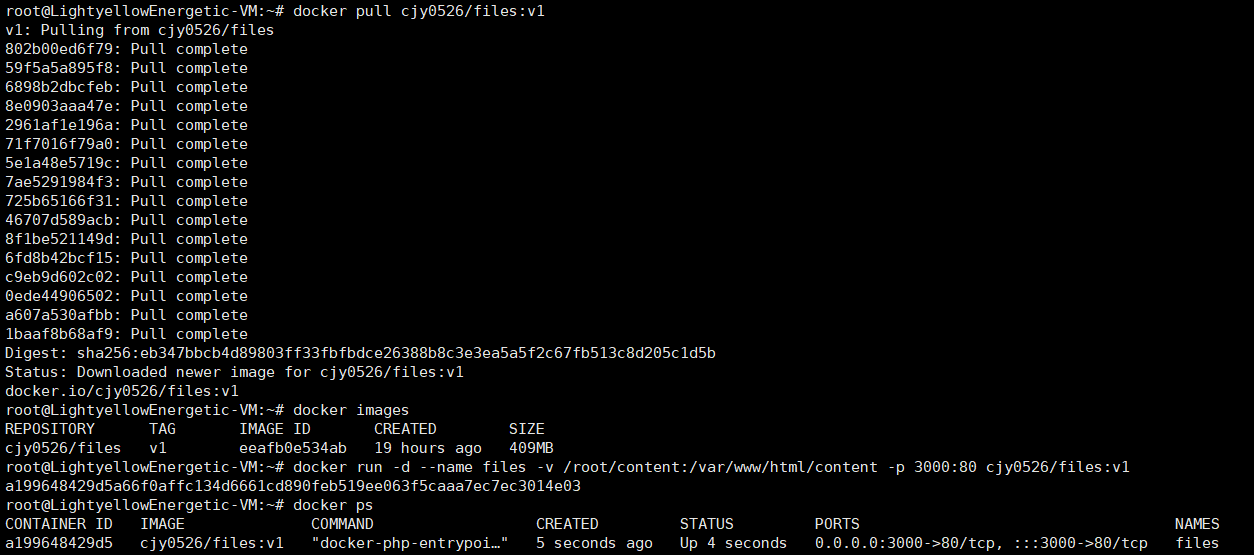 root@LightyellowEnergetic-VM:~# docker pull cjy0526/files:v1
v1: Pulling from cjy0526/files
802b00ed6f79: Pull complete
59f5a5a895f8: Pull complete
6898b2dbcfeb: Pull complete
8e0903aaa47e: Pull complete
2961af1e196a: Pull complete
71f7016f79a0: Pull complete
5e1a48e5719c: Pull complete
7ae5291984f3: Pull complete
725b65166f31: Pull complete
46707d589acb: Pull complete
8f1be521149d: Pull complete
6fd8b42bcf15: Pull complete
c9eb9d602c02: Pull complete
0ede44906502: Pull complete
a607a530afbb: Pull complete
1baaf8b68af9: Pull complete
Digest: sha256:eb347bbcb4d89803ff33fbfbdce26388b8c3e3ea5a5f2c67fb513c8d205c1d5b
Status: Downloaded newer image for cjy0526/files:v1
docker.io/cjy0526/files:v1
root@LightyellowEnergetic-VM:~# docker images
REPOSITORY      TAG       IMAGE ID       CREATED        SIZE
cjy0526/files   v1        eeafb0e534ab   19 hours ago   409MB
root@LightyellowEnergetic-VM:~# docker run -d --name files -v /root/content:/var/www/html/content -p 3000:80 cjy0526/files:v1
a199648429d5a66f0affc134d6661cd890feb519ee063f5caaa7ec7ec3014e03
root@LightyellowEnergetic-VM:~# docker ps
CONTAINER ID   IMAGE              COMMAND                  CREATED         STATUS         PORTS                                   NAMES
a199648429d5   cjy0526/files:v1   "docker-php-entrypoi…"   5 seconds ago   Up 4 seconds   0.0.0.0:3000->80/tcp, :::3000->80/tcp   files